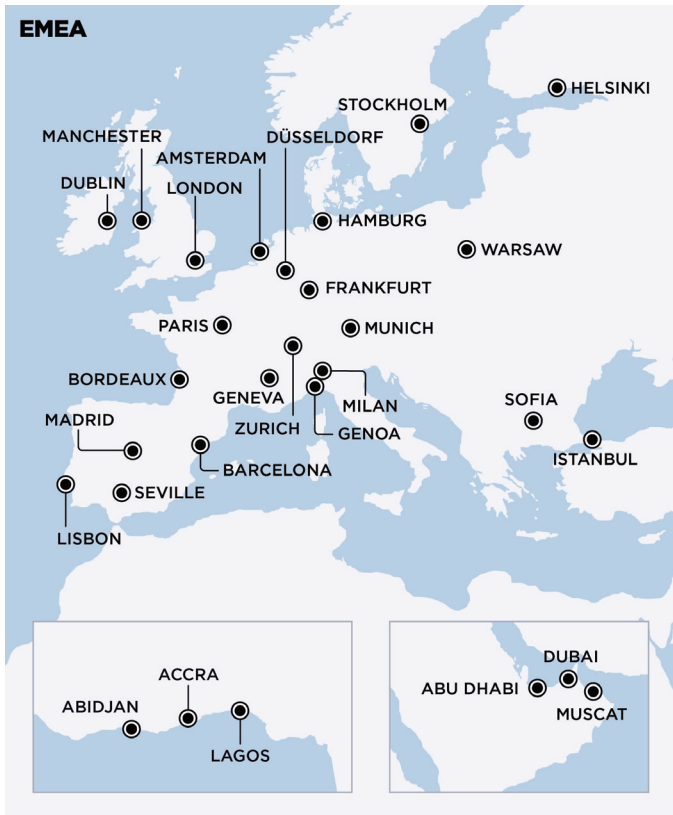 EMEA
HELSINKI
STOCKHOLM
MANCHESTER
DÜSSELDORF
AMSTERDAM
DUBLIN
LONDON
HAMBURG
WARSAW
FRANKFURT
PARIS
MUNICH
BORDEAUX
GENEVA
MILAN
SOFIA
MADRID
ZURICH
GENOA
ISTANBUL
BARCELONA
SEVILLE
LISBON
ACCRA
ABIDJAN
LAGOS
DUBAI
ABU DHABI
MUSCAT